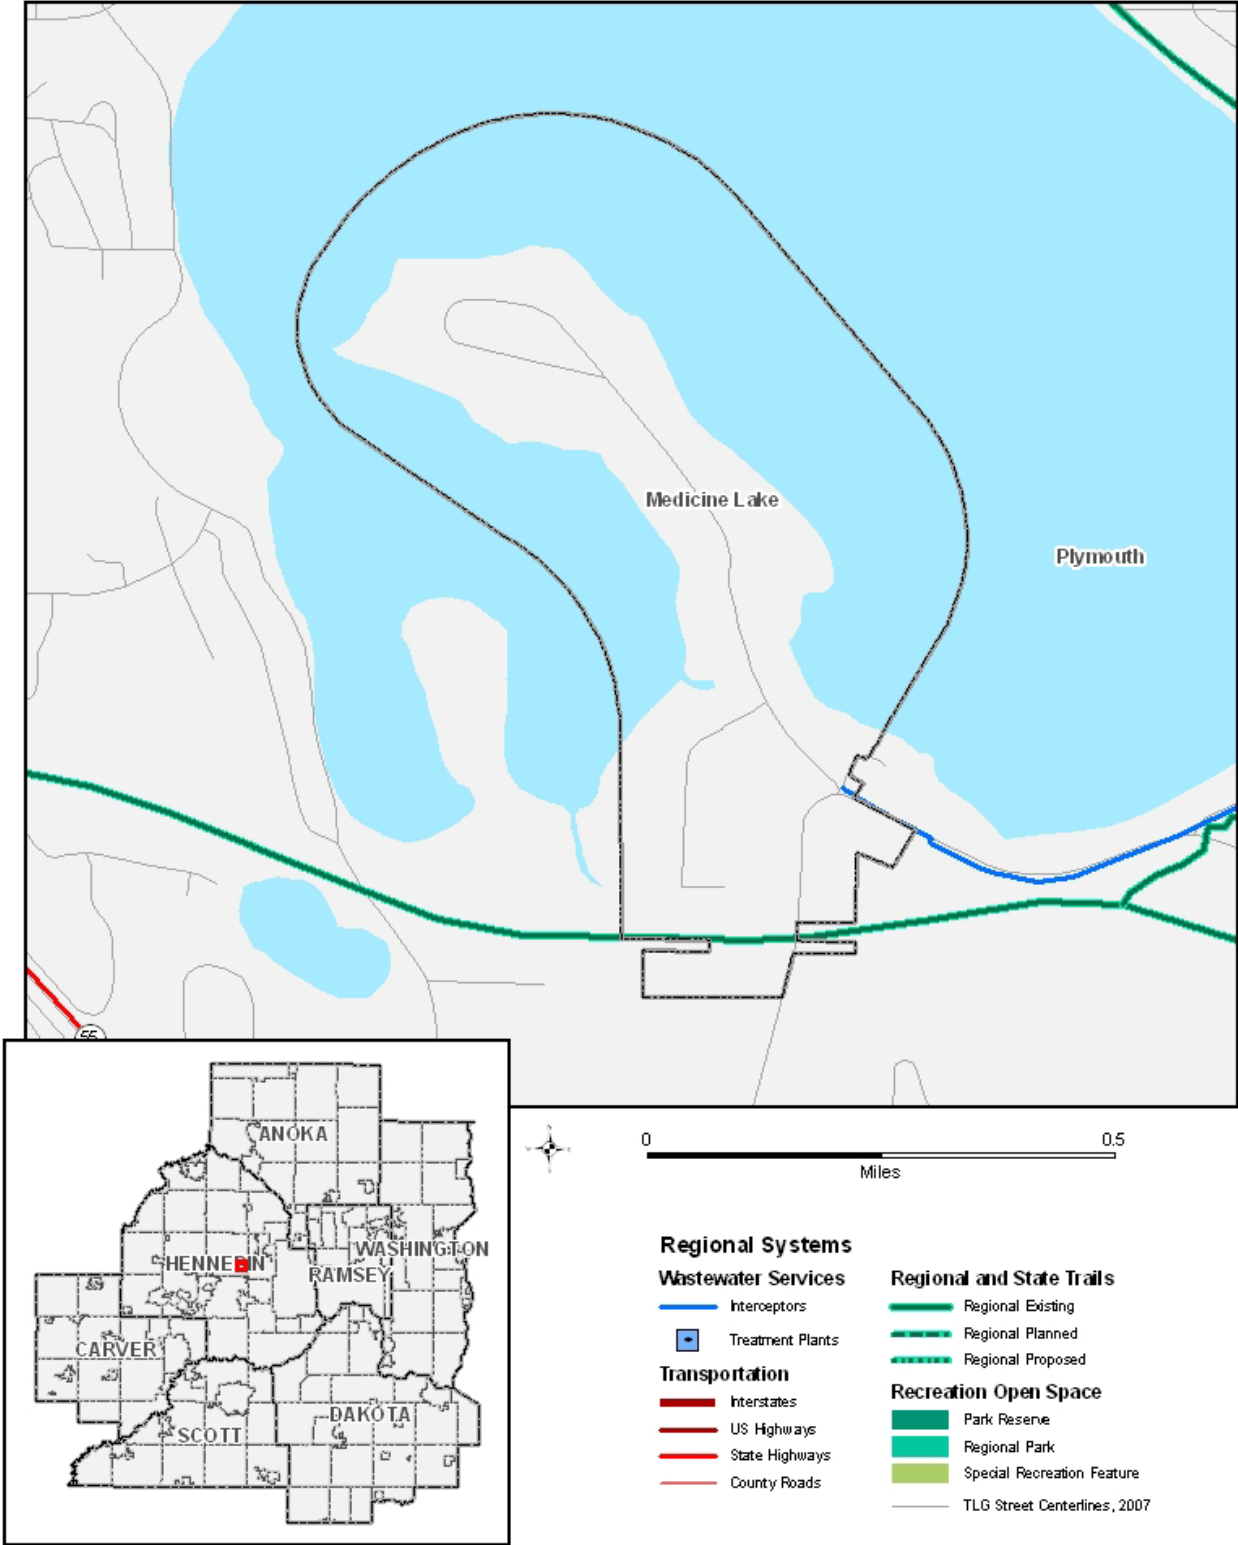 Medicine Lake
Plymouth
55
ANOKA
HENNEPIN
WASHINGTON
RAMSEY
CARVER
SCOTT
DAKOTA
0 0.5
Miles
Regional Systems
Wastewater Services
Interceptors
Treatment Plants
Transportation
Interstates
US Highways
State Highways
County Roads
Regional and State Trails
Regional Existing
Regional Planned
Regional Proposed
Recreation Open Space
Park Reserve
Regional Park
Special Recreation Feature
TLG Street Centerlines, 2007